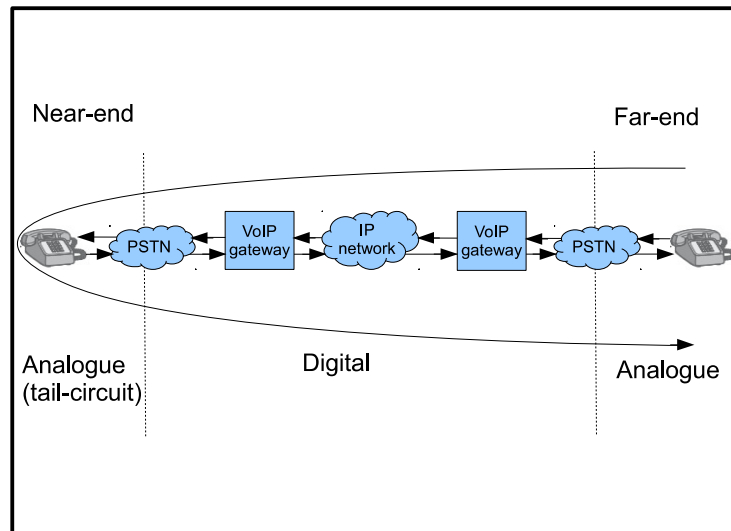 Near-end
Far-end
PSTN
VoIP
gateway
IP
network
VoIP
gateway
PSTN
Analogue
(tail-circuit)
Digital
Analogue